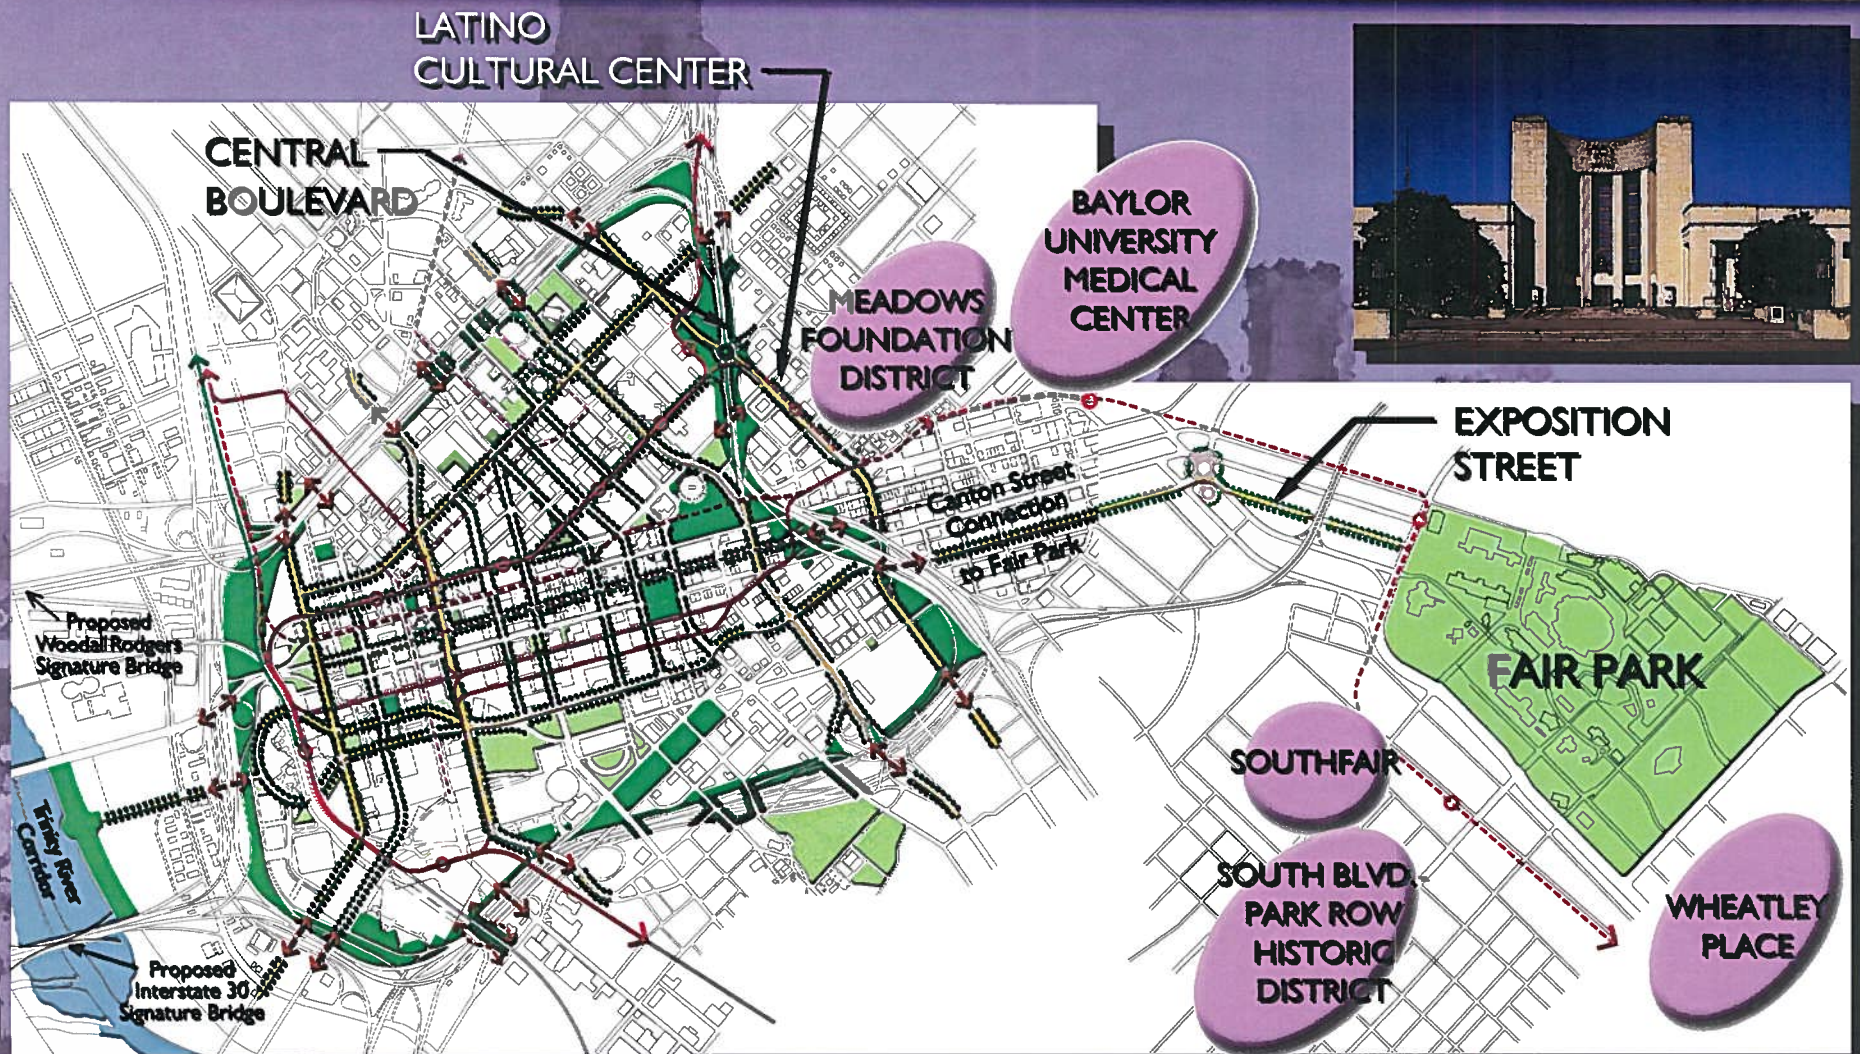 LATINO
CULTURAL CENTER
CENTRAL
BOULEVARD
BAYLOR
UNIVERSITY
MEDICAL
CENTER
MEADOWS
FOUNDATION
DISTRICT
EXPOSITION
STREET
Canton Street
Connection
to Fair Park
Proposed
Woodall Rodgers
Signature Bridge
FAIR PARK
SOUTHFAIR
Trinity River
Corridor
SOUTH BLVD.-
PARK ROW
HISTORIC
DISTRICT
WHEATLEY
PLACE
Proposed
Interstate 30
Signature Bridge